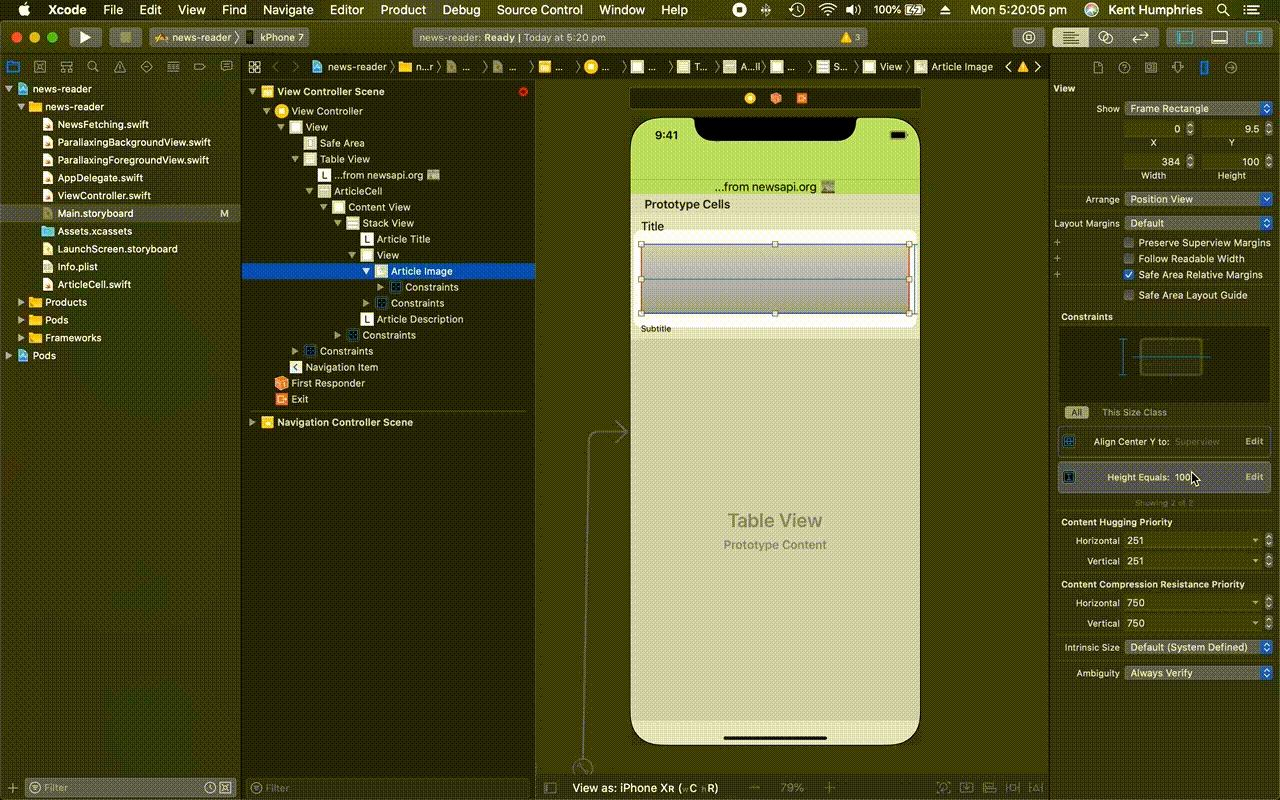 Xcode File Edit View Find Navigate Editor Product Debug Source Control Window Help 100% Mon 5:20:05 pm Kent Humphries
news-reader kPhone 7 news-reader: Ready | Today at 5:20 pm 3
news-reader n...r ... ... ... ... ... T... A...ll ... S... View Article Image
news-reader
news-reader
NewsFetching.swift
ParallaxingBackgroundView.swift
ParallaxingForegroundView.swift
AppDelegate.swift
ViewController.swift
Main.storyboard M
Assets.xcassets
LaunchScreen.storyboard
Info.plist
ArticleCell.swift
Products
Pods
Frameworks
Pods
Filter
View Controller Scene
View Controller
View
Safe Area
Table View
L ...from newsapi.org
ArticleCell
Content View
Stack View
L Article Title
View
Article Image
Constraints
Constraints
L Article Description
Constraints
Constraints
Navigation Item
First Responder
Exit
Navigation Controller Scene
Filter
9:41
...from newsapi.org
Prototype Cells
Title
Subtitle
Table View
Prototype Content
View as: iPhone XR (wC hR) 79%
View
Show Frame Rectangle
0 9.5
X Y
384 100
Width Height
Arrange Position View
Layout Margins Default
Preserve Superview Margins
Follow Readable Width
Safe Area Relative Margins
Safe Area Layout Guide
Constraints
All This Size Class
Align Center Y to: Superview Edit
Height Equals: 100 Edit
Showing 2 of 2
Content Hugging Priority
Horizontal 251
Vertical 251
Content Compression Resistance Priority
Horizontal 750
Vertical 750
Intrinsic Size Default (System Defined)
Ambiguity Always Verify